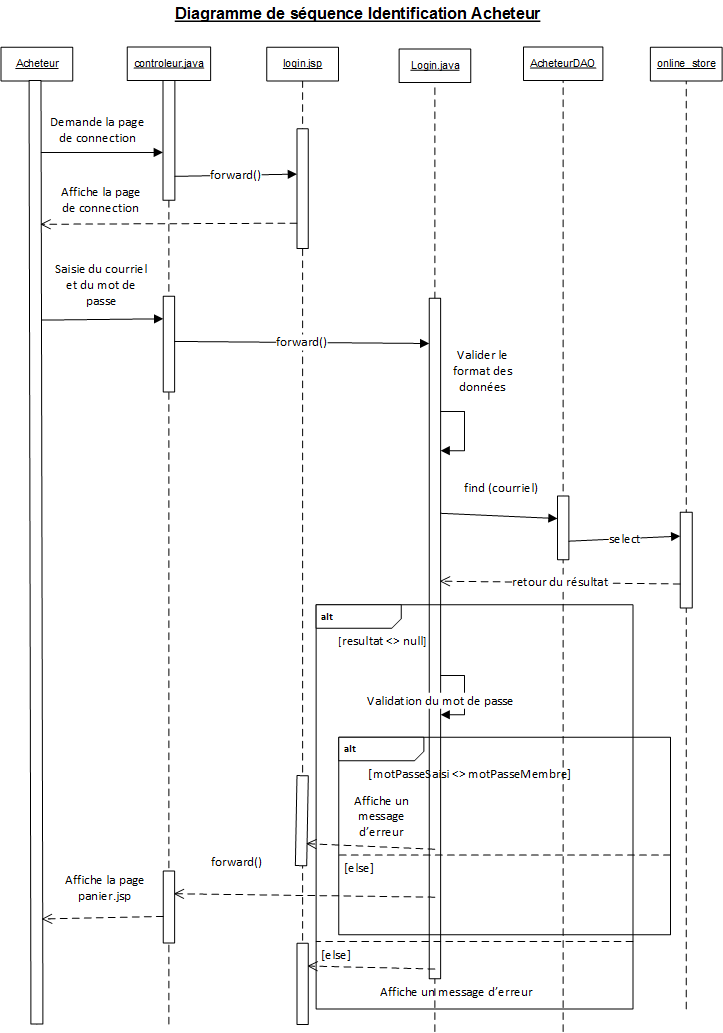 Diagramme de séquence Identification Acheteur
Acheteur
controleur.java
login.jsp
Login.java
AcheteurDAO
online_store
Demande la page
de connection
forward()
Affiche la page
de connection
Saisie du courriel
et du mot de
passe
forward()
Valider le
format des
données
find (courriel)
select
retour du résultat
alt
[resultat <> null]
Validation du mot de passe
alt
[motPasseSaisi <> motPasseMembre]
Affiche un
message
d'erreur
forward()
[else]
Affiche la page
panier.jsp
[else]
Affiche un message d'erreur